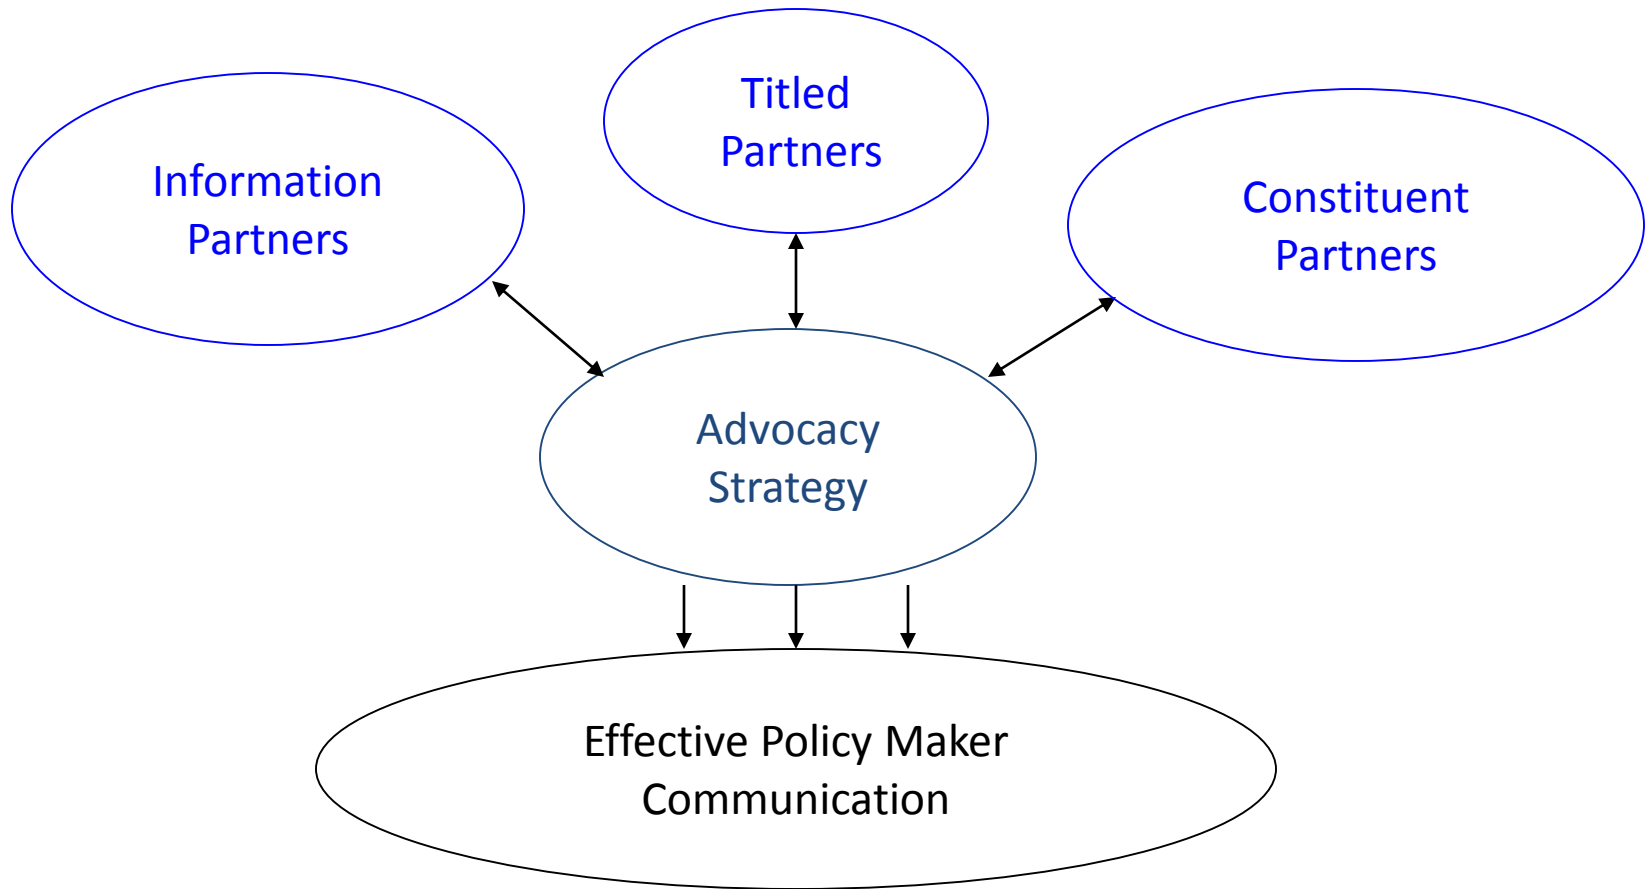 Titled
Partners
Information
Partners
Constituent
Partners
Advocacy
Strategy
Effective Policy Maker
Communication